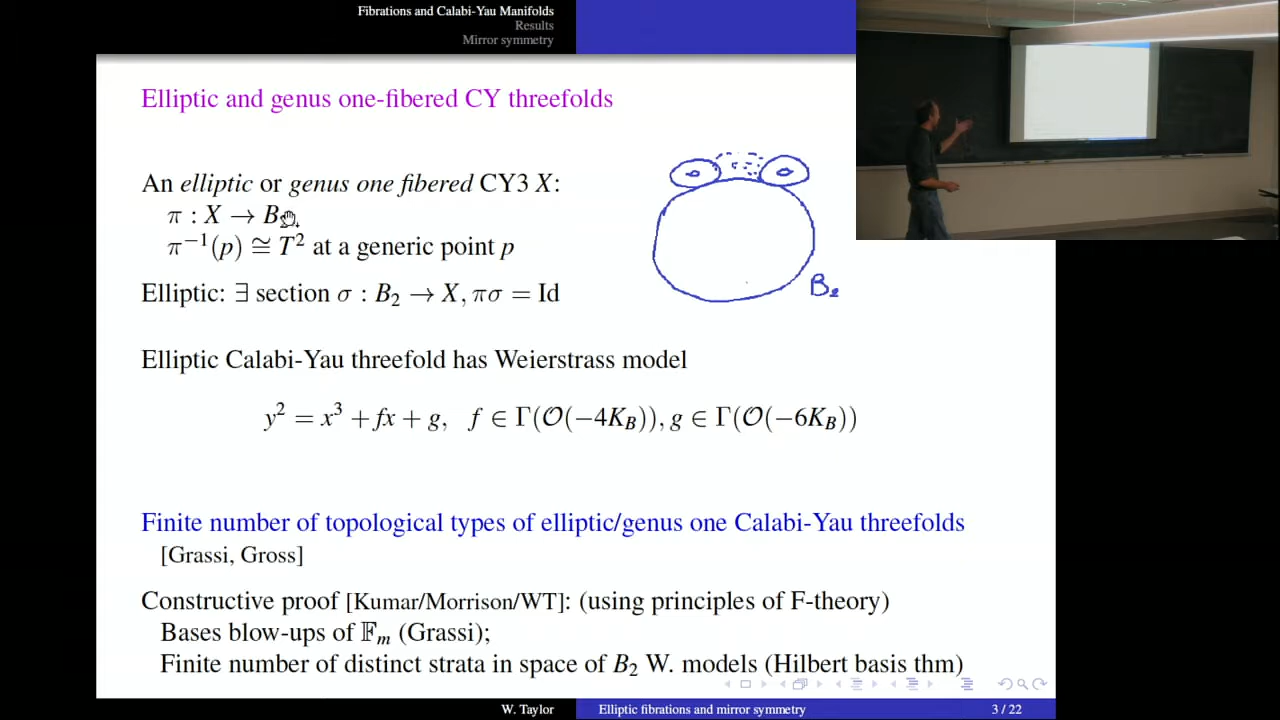 Fibrations and Calabi-Yau Manifolds
Results
Mirror symmetry
Elliptic and genus one-fibered CY threefolds
An elliptic or genus one fibered CY3 X:
π : X → B₂
π⁻¹(p) ≅ T² at a generic point p
Elliptic: ∃ section σ : B₂ → X, πσ = Id
B₂
Elliptic Calabi-Yau threefold has Weierstrass model
y² = x³ + fx + g, f ∈ Γ(𝒪(−4K_B)), g ∈ Γ(𝒪(−6K_B))
Finite number of topological types of elliptic/genus one Calabi-Yau threefolds
[Grassi, Gross]
Constructive proof [Kumar/Morrison/WT]: (using principles of F-theory)
Bases blow-ups of 𝔽ₘ (Grassi);
Finite number of distinct strata in space of B₂ W. models (Hilbert basis thm)
W. Taylor
Elliptic fibrations and mirror symmetry
3 / 22